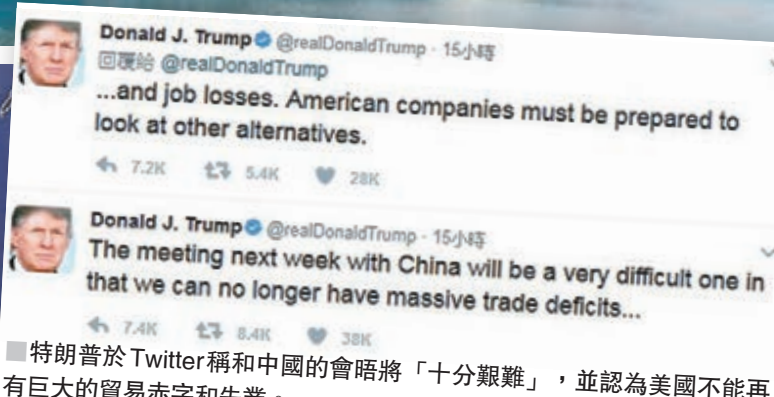 Donald J. Trump @realDonaldTrump · 15小時
回覆給 @realDonaldTrump
...and job losses. American companies must be prepared to
look at other alternatives.
7.2K 5.4K 28K
Donald J. Trump @realDonaldTrump · 15小時
The meeting next week with China will be a very difficult one in
that we can no longer have massive trade deficits...
7.4K 8.4K 38K
■特朗普於Twitter稱和中國的會晤將「十分艱難」，並認為美國不能再
有巨大的貿易赤字和失業。